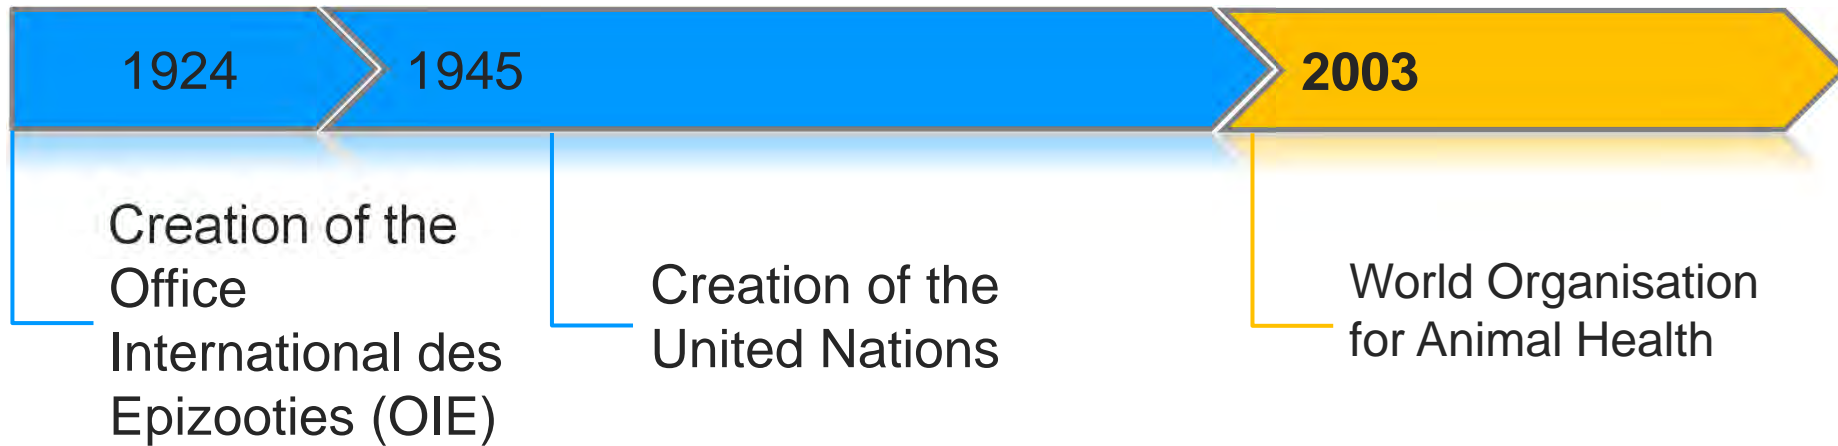 1924
1945
2003
Creation of the
Office
International des
Epizooties (OIE)
Creation of the
United Nations
World Organisation
for Animal Health